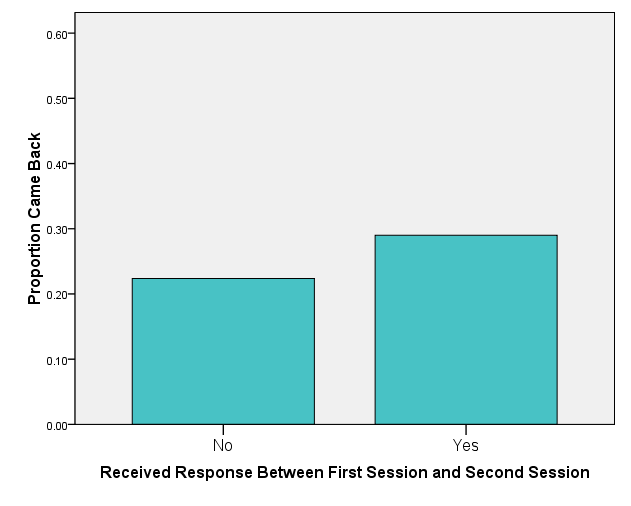 Proportion Came Back
0.60
0.50
0.40
0.30
0.20
0.10
0.00
No
Yes
Received Response Between First Session and Second Session